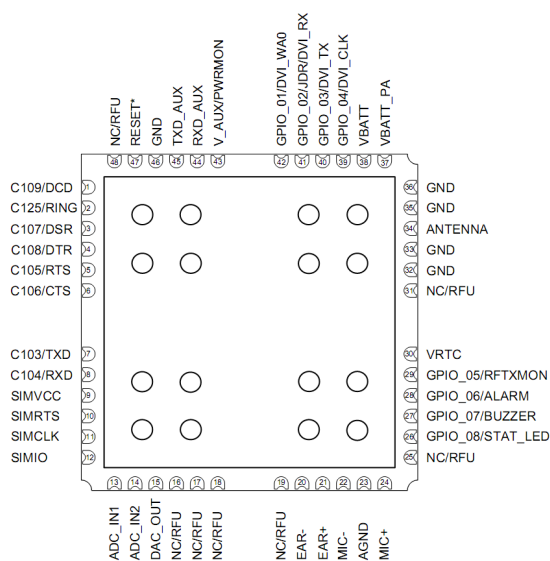 NC/RFU
RESET*
GND
TXD_AUX
RXD_AUX
V_AUX/PWRMON
GPIO_01/DVI_WA0
GPIO_02/JDR/DVI_RX
GPIO_03/DVI_TX
GPIO_04/DVI_CLK
VBATT
VBATT_PA
48
47
46
45
44
43
42
41
40
39
38
37
C109/DCD 1
C125/RING 2
C107/DSR 3
C108/DTR 4
C105/RTS 5
C106/CTS 6
C103/TXD 7
C104/RXD 8
SIMVCC 9
SIMRTS 10
SIMCLK 11
SIMIO 12
36 GND
35 GND
34 ANTENNA
33 GND
32 GND
31 NC/RFU
30 VRTC
29 GPIO_05/RFTXMON
28 GPIO_06/ALARM
27 GPIO_07/BUZZER
26 GPIO_08/STAT_LED
25 NC/RFU
13
14
15
16
17
18
19
20
21
22
23
24
ADC_IN1
ADC_IN2
DAC_OUT
NC/RFU
NC/RFU
NC/RFU
NC/RFU
EAR-
EAR+
MIC-
AGND
MIC+